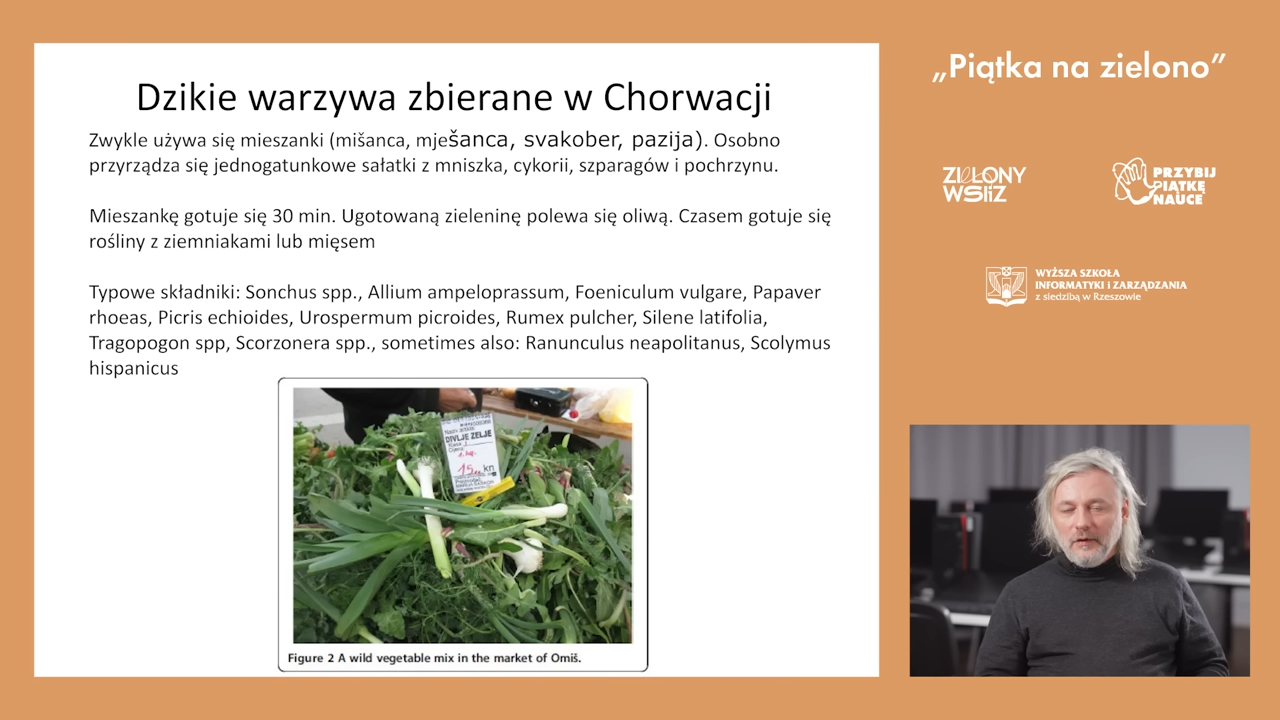 Dzikie warzywa zbierane w Chorwacji
Zwykle używa się mieszanki (mišanca, mješanca, svakober, pazija). Osobno
przyrządza się jednogatunkowe sałatki z mniszka, cykorii, szparagów i pochrzynu.
Mieszankę gotuje się 30 min. Ugotowaną zieleninę polewa się oliwą. Czasem gotuje się
rośliny z ziemniakami lub mięsem
Typowe składniki: Sonchus spp., Allium ampeloprassum, Foeniculum vulgare, Papaver
rhoeas, Picris echioides, Urospermum picroides, Rumex pulcher, Silene latifolia,
Tragopogon spp, Scorzonera spp., sometimes also: Ranunculus neapolitanus, Scolymus
hispanicus
DIVLJE ZELJE
15 kn
Figure 2 A wild vegetable mix in the market of Omiš.
„Piątka na zielono”
ZIELONY
WSIiZ
PRZYBIJ
PIĄTKĘ
NAUCE
WYŻSZA SZKOŁA
INFORMATYKI i ZARZĄDZANIA
z siedzibą w Rzeszowie